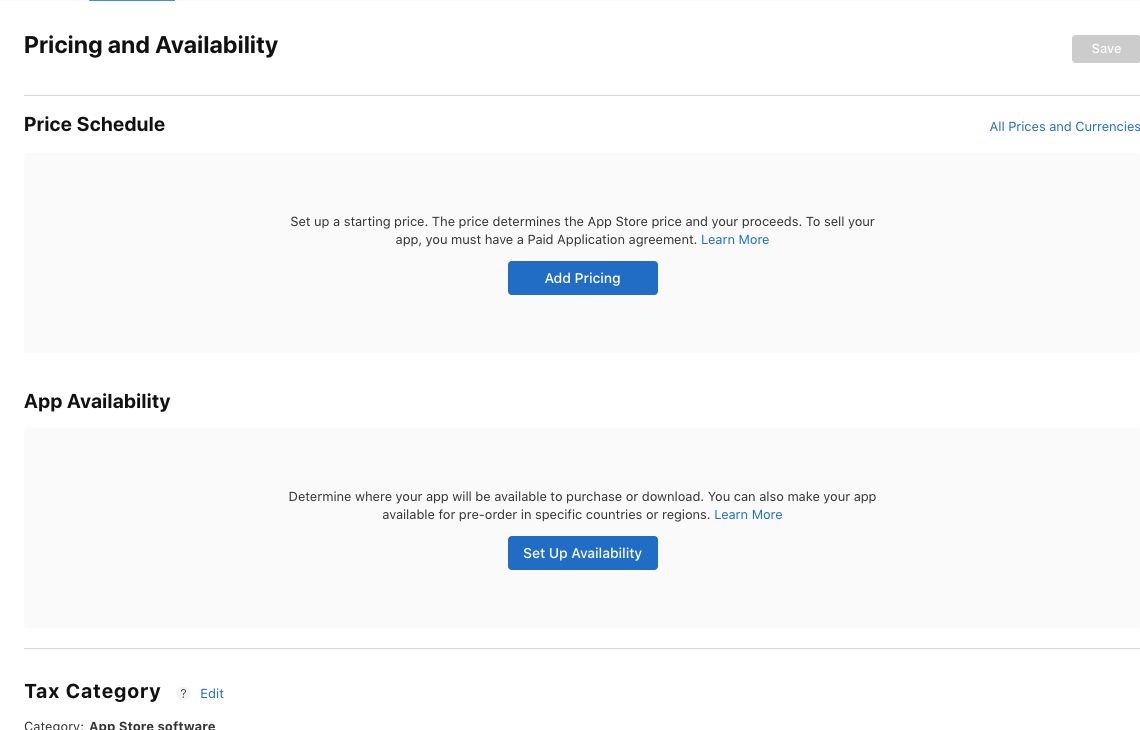 Pricing and Availability
Save
Price Schedule
All Prices and Currencies
Set up a starting price. The price determines the App Store price and your proceeds. To sell your
app, you must have a Paid Application agreement. Learn More
Add Pricing
App Availability
Determine where your app will be available to purchase or download. You can also make your app
available for pre-order in specific countries or regions. Learn More
Set Up Availability
Tax Category ? Edit
Category: App Store software